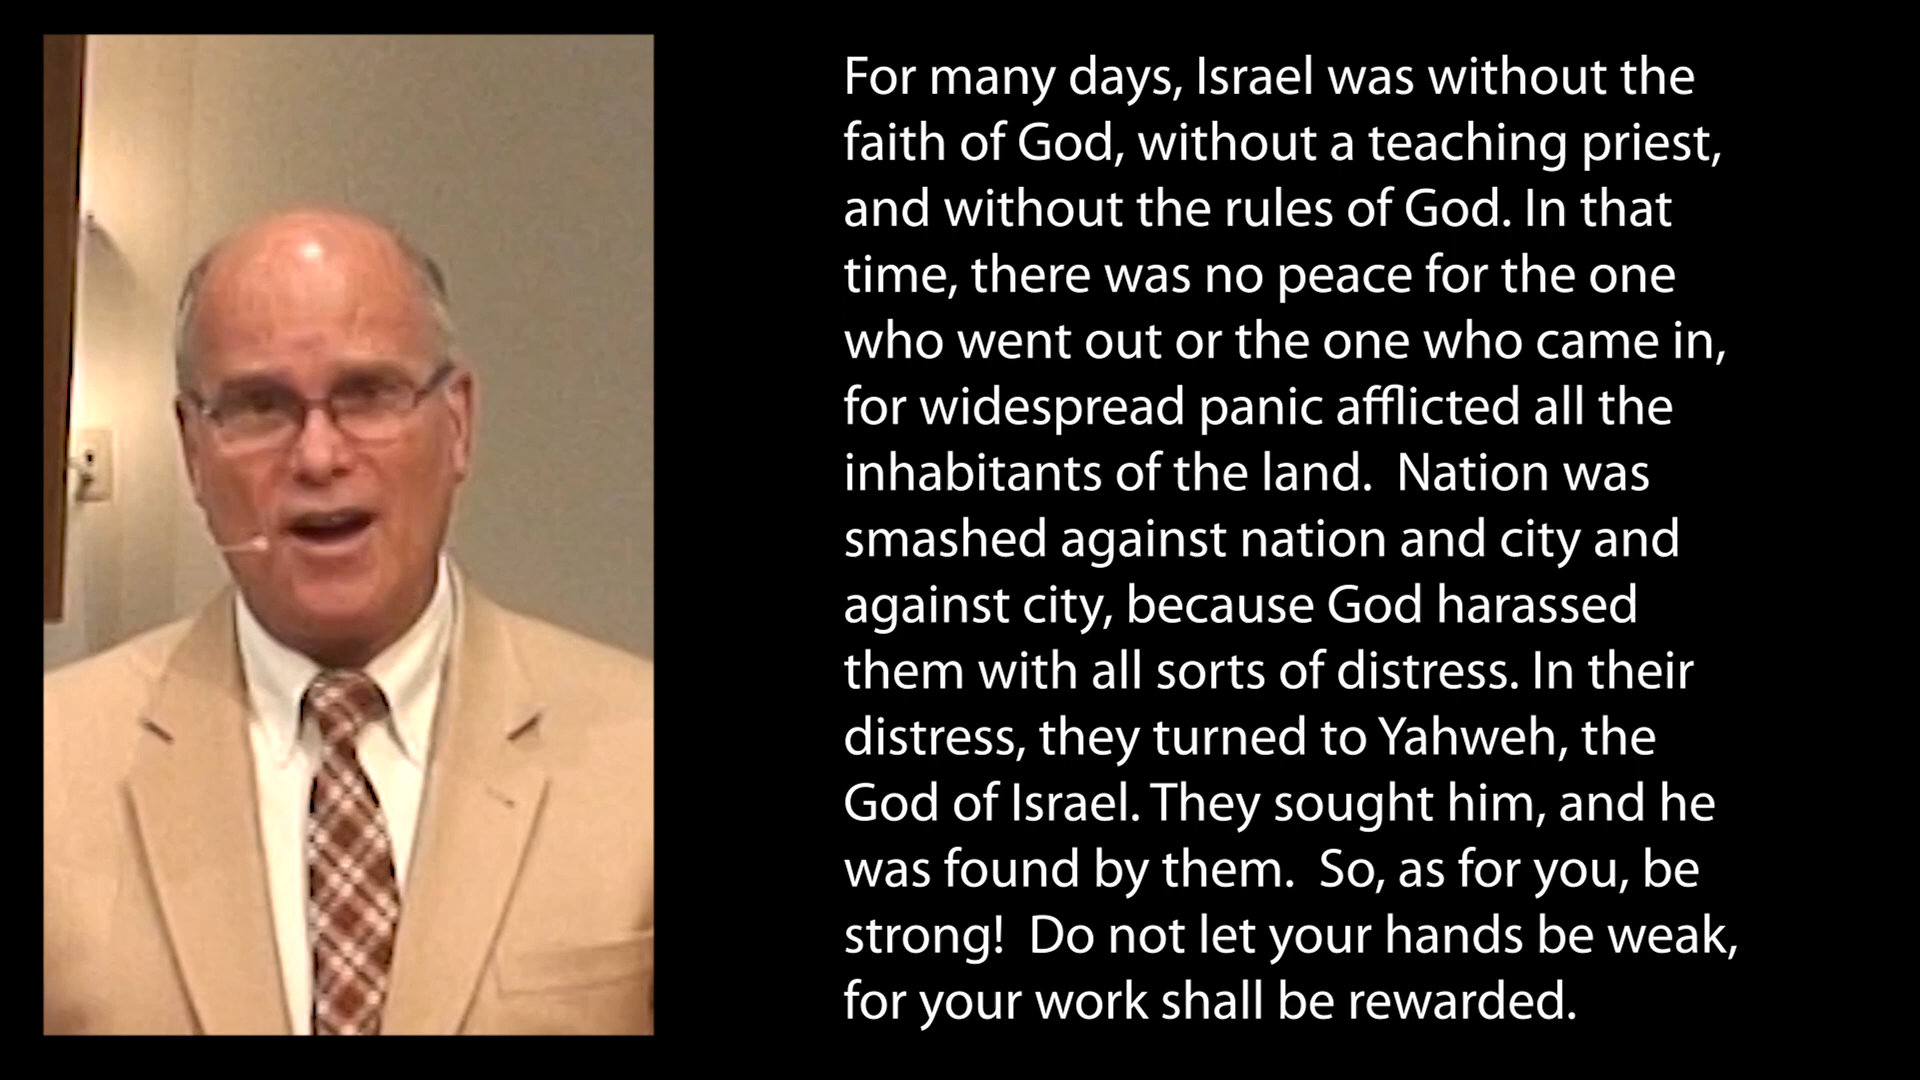 For many days, Israel was without the
faith of God, without a teaching priest,
and without the rules of God. In that
time, there was no peace for the one
who went out or the one who came in,
for widespread panic afflicted all the
inhabitants of the land.  Nation was
smashed against nation and city and
against city, because God harassed
them with all sorts of distress. In their
distress, they turned to Yahweh, the
God of Israel. They sought him, and he
was found by them.  So, as for you, be
strong!  Do not let your hands be weak,
for your work shall be rewarded.